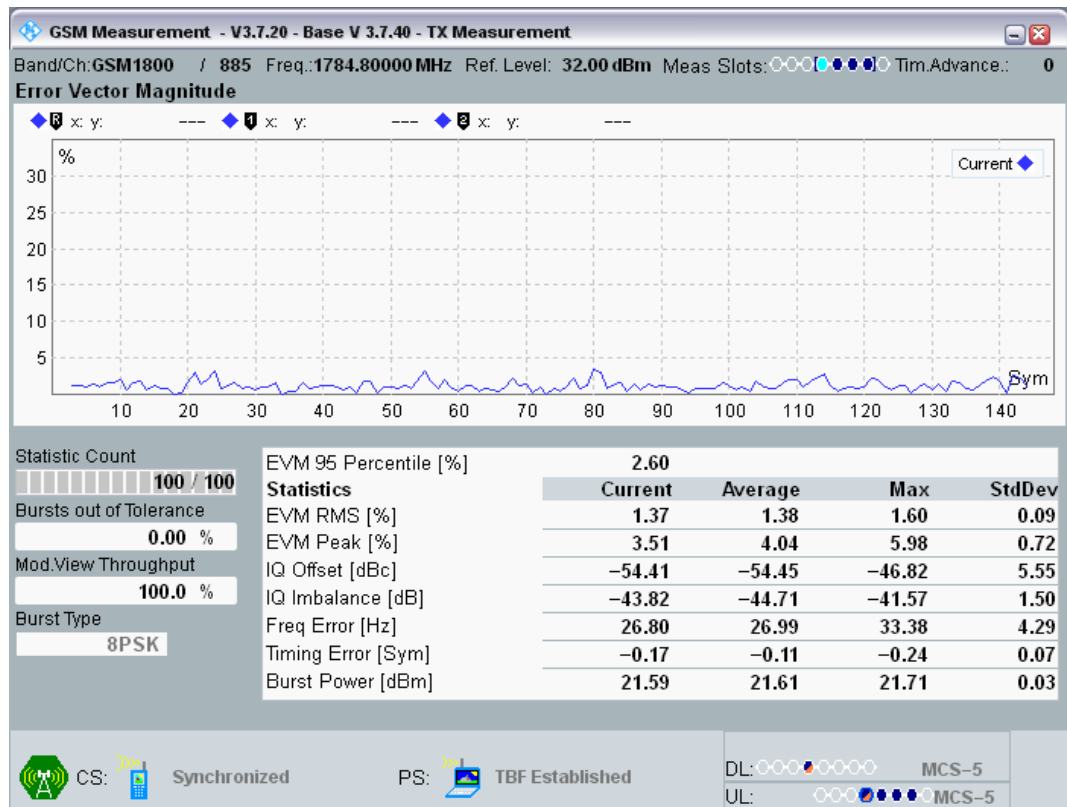 GSM Measurement - V3.7.20 - Base V 3.7.40 - TX Measurement
Band/Ch:GSM1800 / 885 Freq.:1784.80000 MHz Ref. Level: 32.00 dBm Meas Slots: Tim.Advance.: 0
Error Vector Magnitude
R x: y: --- 1 x: y: --- 2 x: y: ---
%
Current
30
25
20
15
10
5
Sym
10 20 30 40 50 60 70 80 90 100 110 120 130 140
Statistic Count
100 / 100
Bursts out of Tolerance
0.00 %
Mod.View Throughput
100.0 %
Burst Type
8PSK
EVM 95 Percentile [%] 2.60
Statistics Current Average Max StdDev
EVM RMS [%] 1.37 1.38 1.60 0.09
EVM Peak [%] 3.51 4.04 5.98 0.72
IQ Offset [dBc] −54.41 −54.45 −46.82 5.55
IQ Imbalance [dB] −43.82 −44.71 −41.57 1.50
Freq Error [Hz] 26.80 26.99 33.38 4.29
Timing Error [Sym] −0.17 −0.11 −0.24 0.07
Burst Power [dBm] 21.59 21.61 21.71 0.03
CS: Synchronized PS: TBF Established
DL: MCS−5
UL: MCS−5